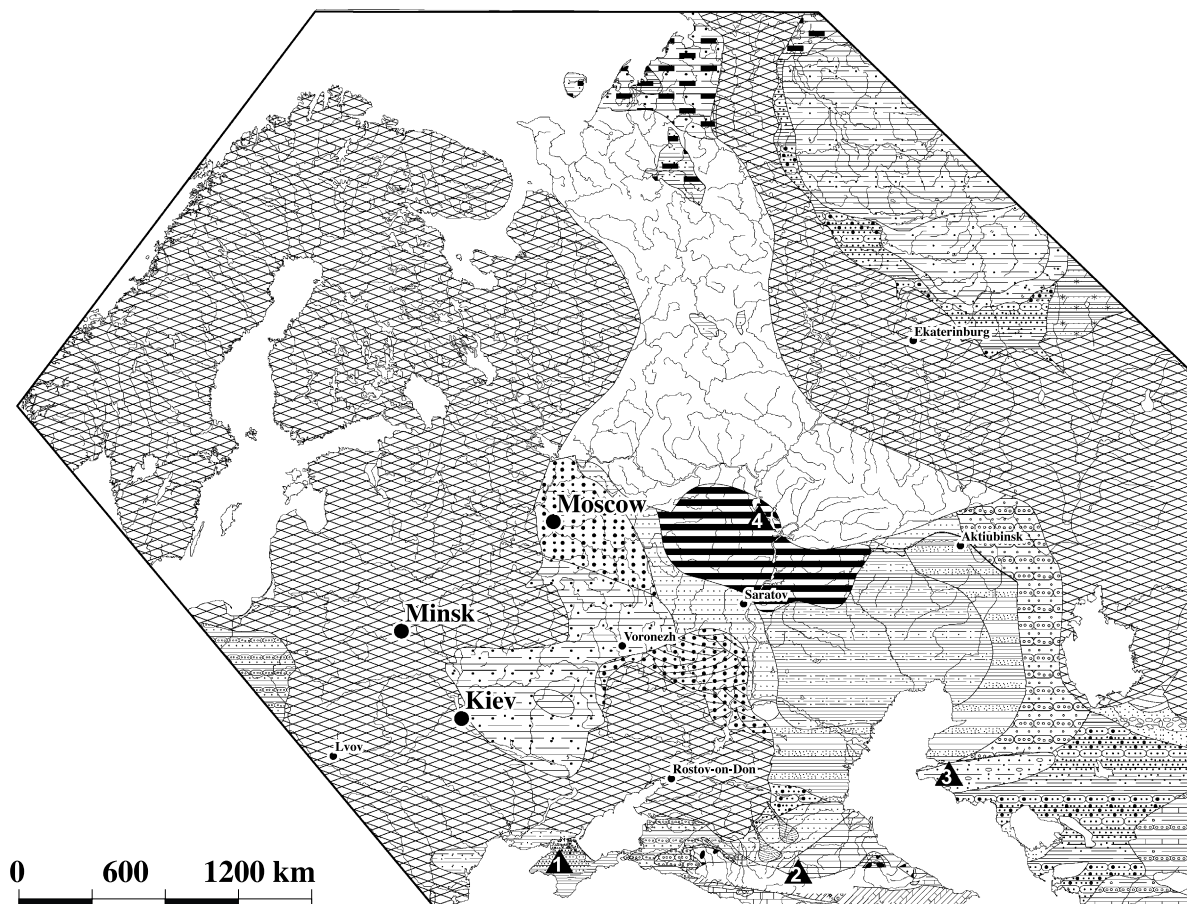 Ekaterinburg
Moscow
4
Aktiubinsk
Saratov
Minsk
Voronezh
Kiev
Lvov
Rostov-on-Don
3
1
2
0 600 1200 km